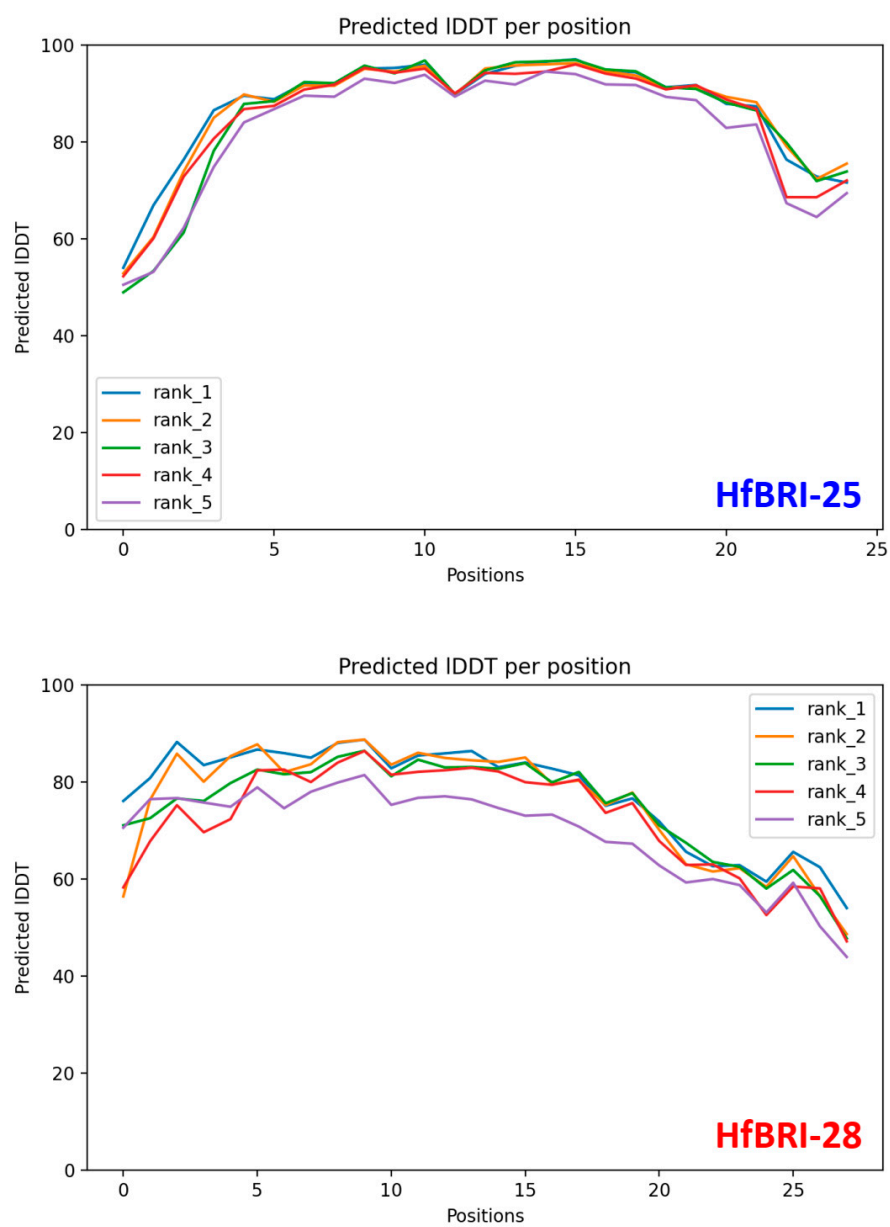 Predicted lDDT per position
100
80
60
40
20
0
Predicted lDDT
rank_1
rank_2
rank_3
rank_4
rank_5
HfBRI-25
0 5 10 15 20 25
Positions
Predicted lDDT per position
100
80
60
40
20
0
Predicted lDDT
rank_1
rank_2
rank_3
rank_4
rank_5
HfBRI-28
0 5 10 15 20 25
Positions